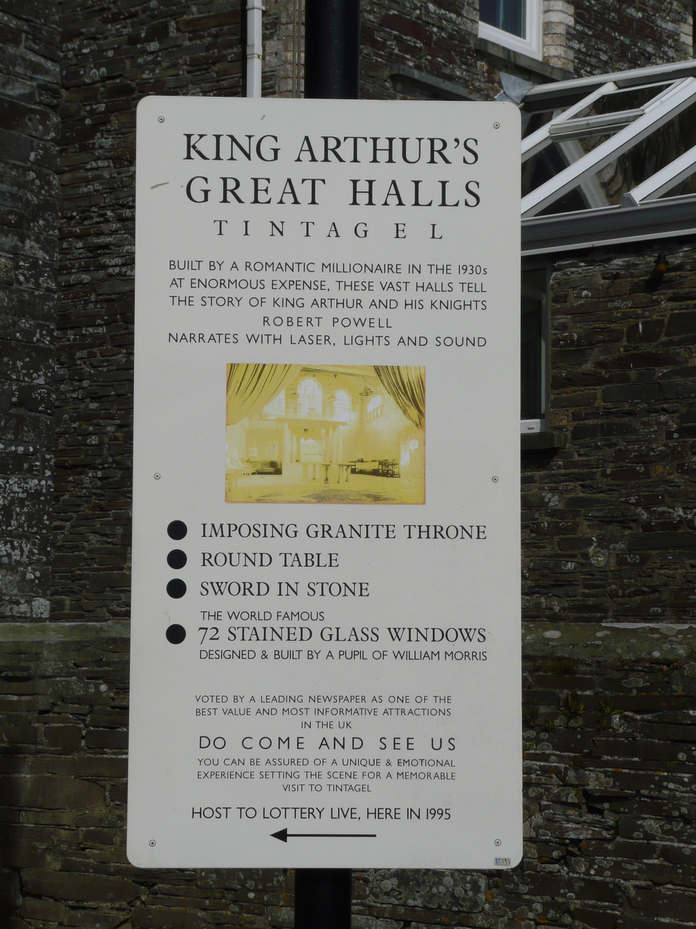 KING ARTHUR'S
GREAT HALLS
TINTAGEL
BUILT BY A ROMANTIC MILLIONAIRE IN THE 1930s
AT ENORMOUS EXPENSE, THESE VAST HALLS TELL
THE STORY OF KING ARTHUR AND HIS KNIGHTS
ROBERT POWELL
NARRATES WITH LASER, LIGHTS AND SOUND
IMPOSING GRANITE THRONE
ROUND TABLE
SWORD IN STONE
THE WORLD FAMOUS
72 STAINED GLASS WINDOWS
DESIGNED & BUILT BY A PUPIL OF WILLIAM MORRIS
VOTED BY A LEADING NEWSPAPER AS ONE OF THE
BEST VALUE AND MOST INFORMATIVE ATTRACTIONS
IN THE UK
DO COME AND SEE US
YOU CAN BE ASSURED OF A UNIQUE & EMOTIONAL
EXPERIENCE SETTING THE SCENE FOR A MEMORABLE
VISIT TO TINTAGEL
HOST TO LOTTERY LIVE, HERE IN 1995